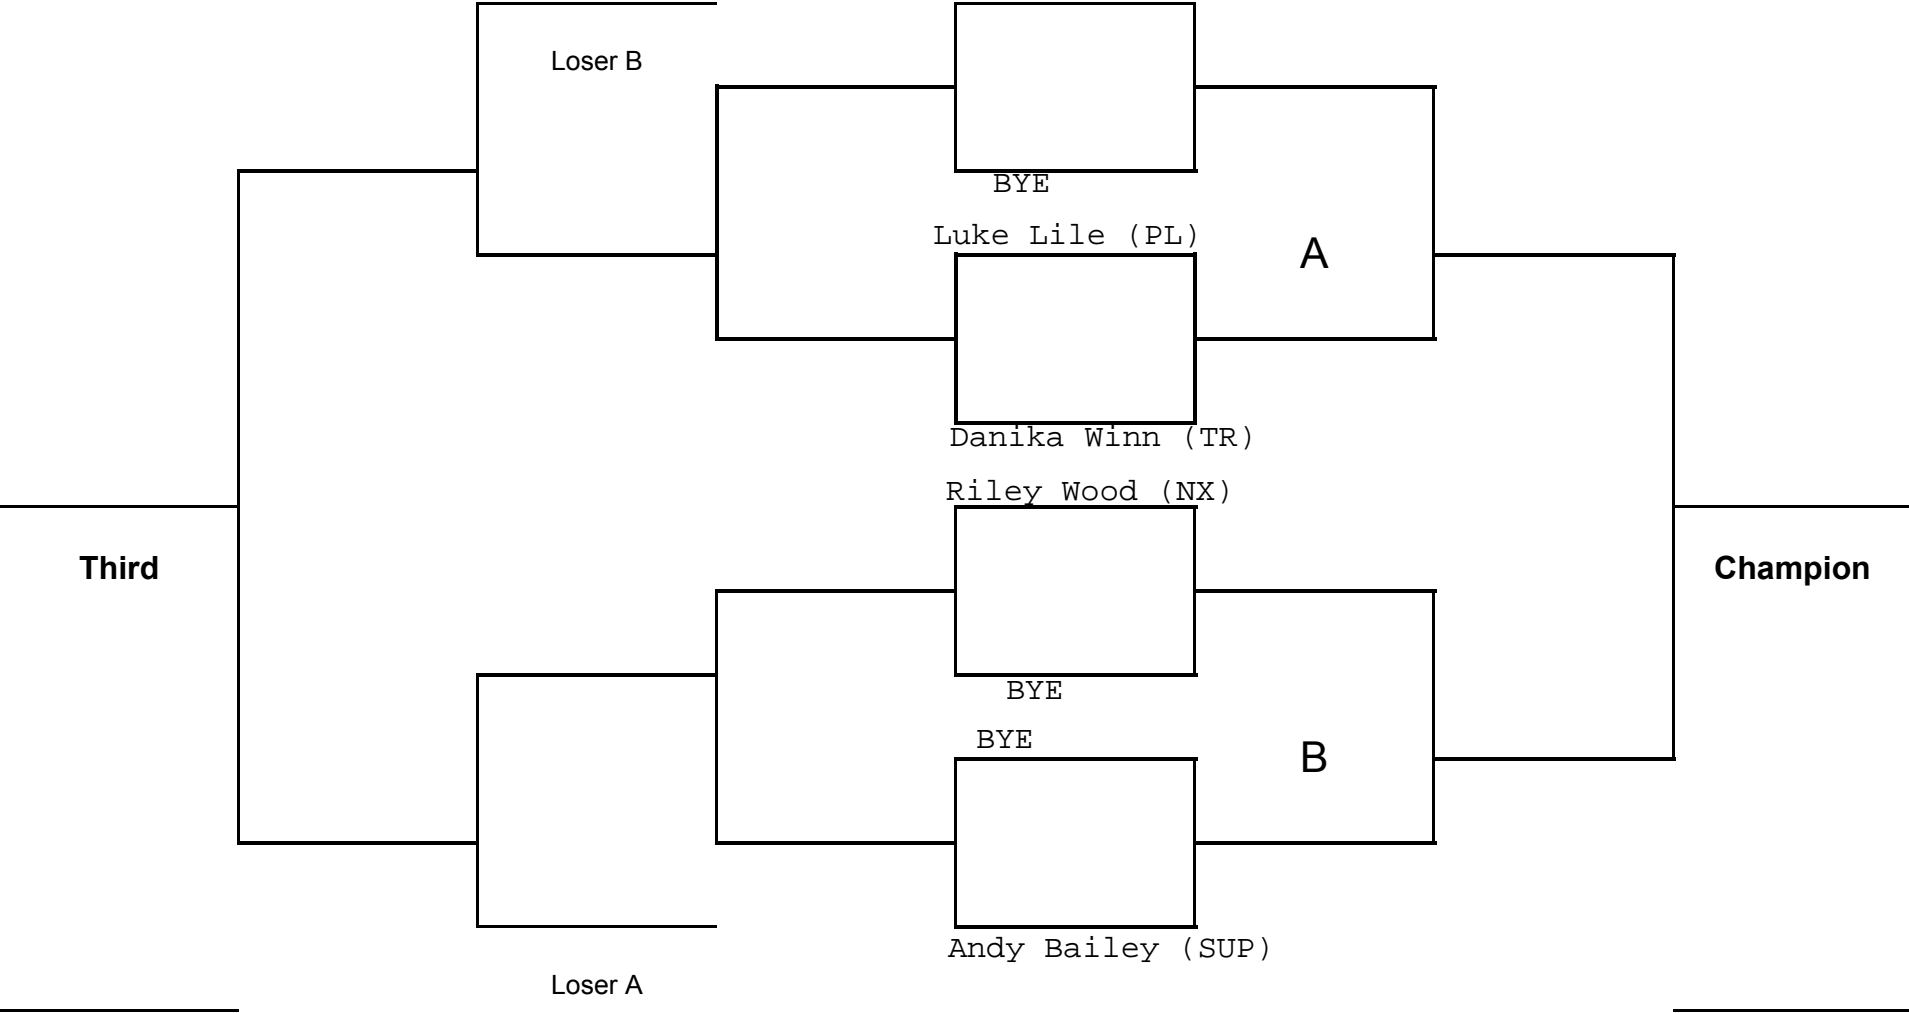 Loser B
BYE
Luke Lile (PL)
A
Danika Winn (TR)
Riley Wood (NX)
Third
Champion
BYE
BYE
B
Andy Bailey (SUP)
Loser A